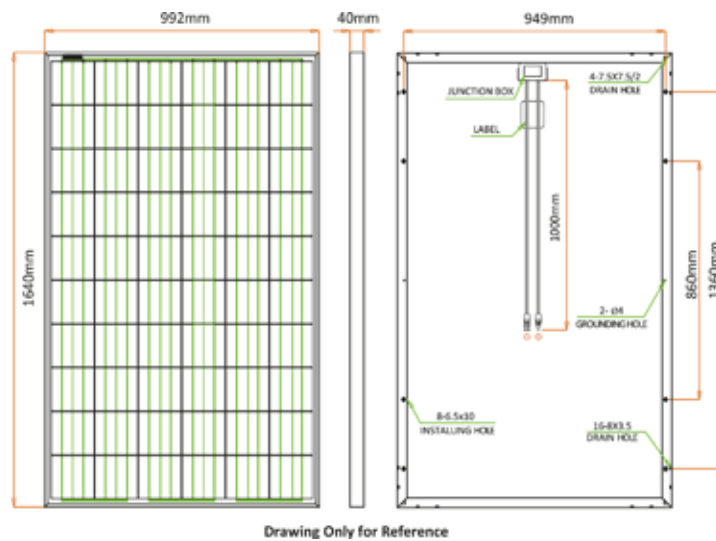 992mm
40mm
949mm
4-7.5X7.5/2
DRAIN HOLE
JUNCTION BOX
LABEL
1640mm
1000mm
860mm
1360mm
2- ø4
GROUNDING HOLE
8-6.5x10
INSTALLING HOLE
16-8X3.5
DRAIN HOLE
Drawing Only for Reference